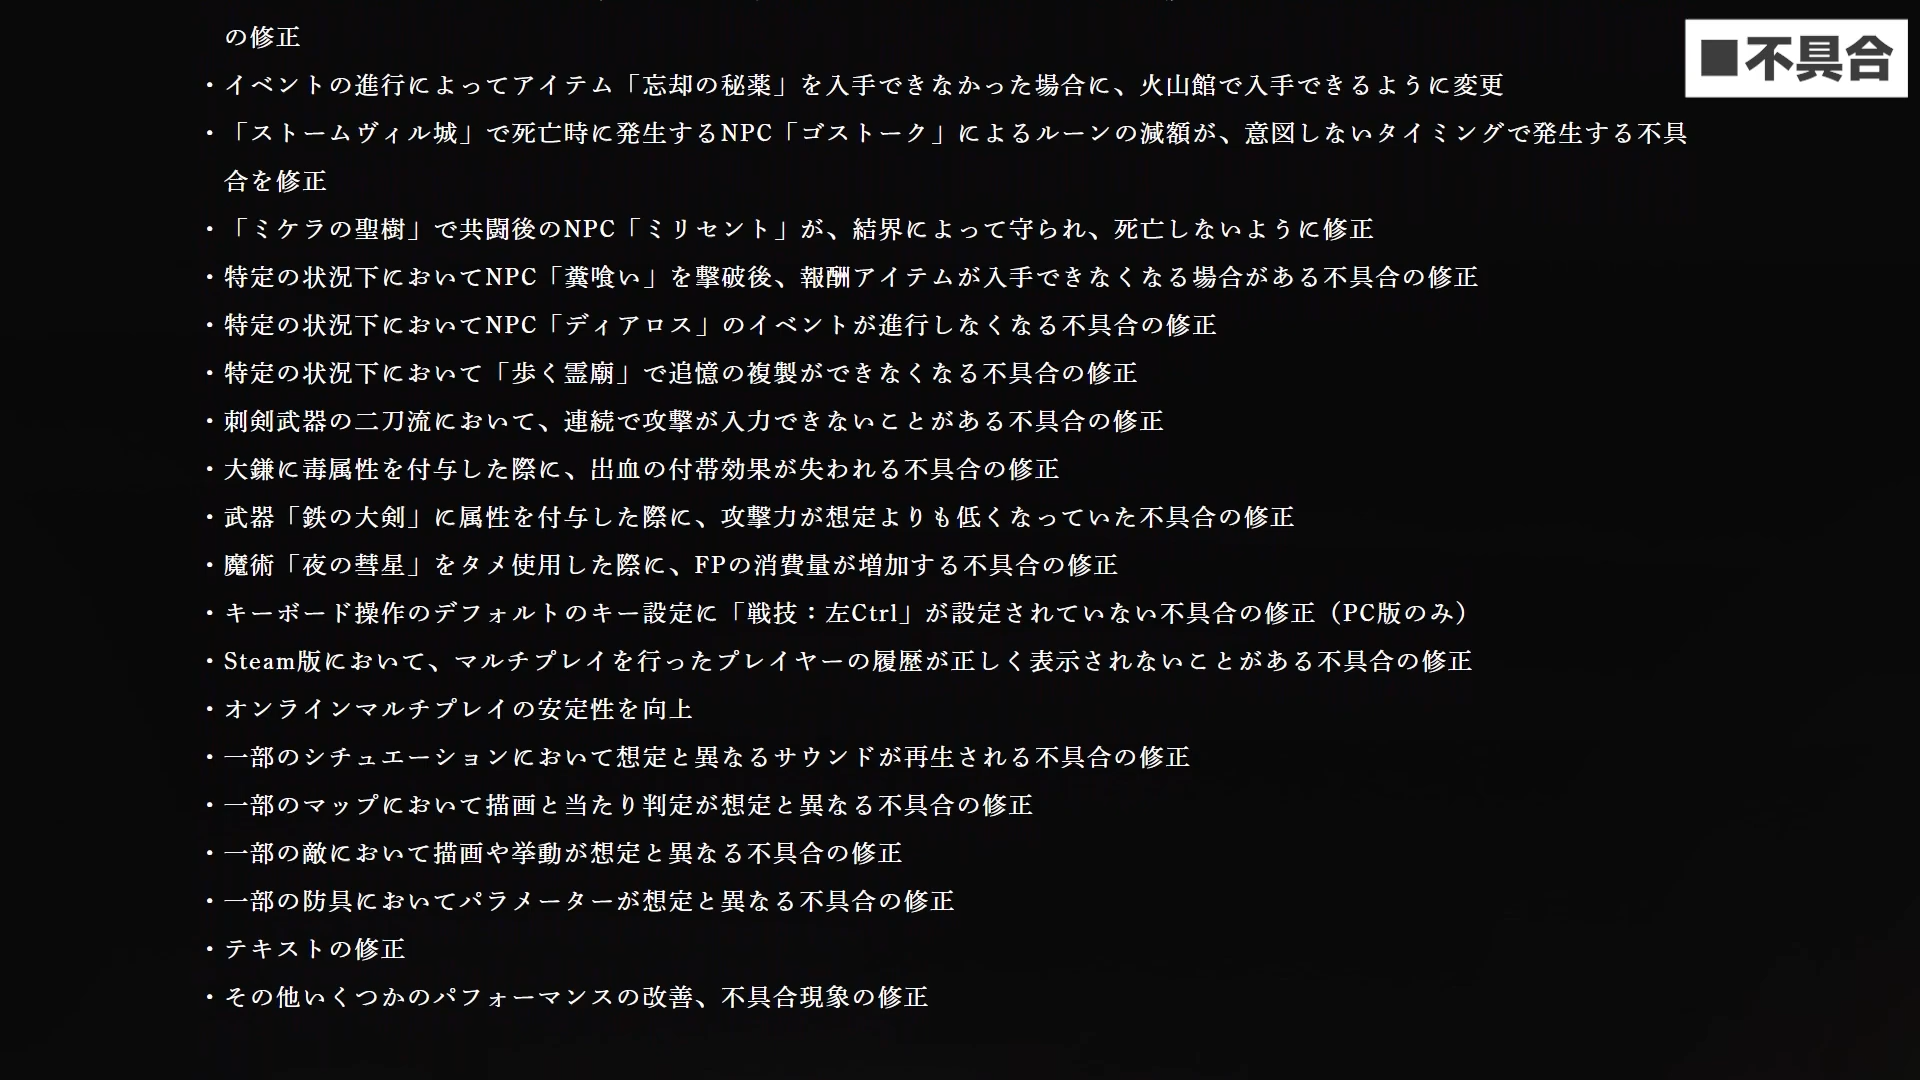 の修正
■不具合
・イベントの進行によってアイテム「忘却の秘薬」を入手できなかった場合に、火山館で入手できるように変更
・「ストームヴィル城」で死亡時に発生するNPC「ゴストーク」によるルーンの減額が、意図しないタイミングで発生する不具
合を修正
・「ミケラの聖樹」で共闘後のNPC「ミリセント」が、結界によって守られ、死亡しないように修正
・特定の状況下においてNPC「糞喰い」を撃破後、報酬アイテムが入手できなくなる場合がある不具合の修正
・特定の状況下においてNPC「ディアロス」のイベントが進行しなくなる不具合の修正
・特定の状況下において「歩く霊廟」で追憶の複製ができなくなる不具合の修正
・刺剣武器の二刀流において、連続で攻撃が入力できないことがある不具合の修正
・大鎌に毒属性を付与した際に、出血の付帯効果が失われる不具合の修正
・武器「鉄の大剣」に属性を付与した際に、攻撃力が想定よりも低くなっていた不具合の修正
・魔術「夜の彗星」をタメ使用した際に、FPの消費量が増加する不具合の修正
・キーボード操作のデフォルトのキー設定に「戦技：左Ctrl」が設定されていない不具合の修正（PC版のみ）
・Steam版において、マルチプレイを行ったプレイヤーの履歴が正しく表示されないことがある不具合の修正
・オンラインマルチプレイの安定性を向上
・一部のシチュエーションにおいて想定と異なるサウンドが再生される不具合の修正
・一部のマップにおいて描画と当たり判定が想定と異なる不具合の修正
・一部の敵において描画や挙動が想定と異なる不具合の修正
・一部の防具においてパラメーターが想定と異なる不具合の修正
・テキストの修正
・その他いくつかのパフォーマンスの改善、不具合現象の修正